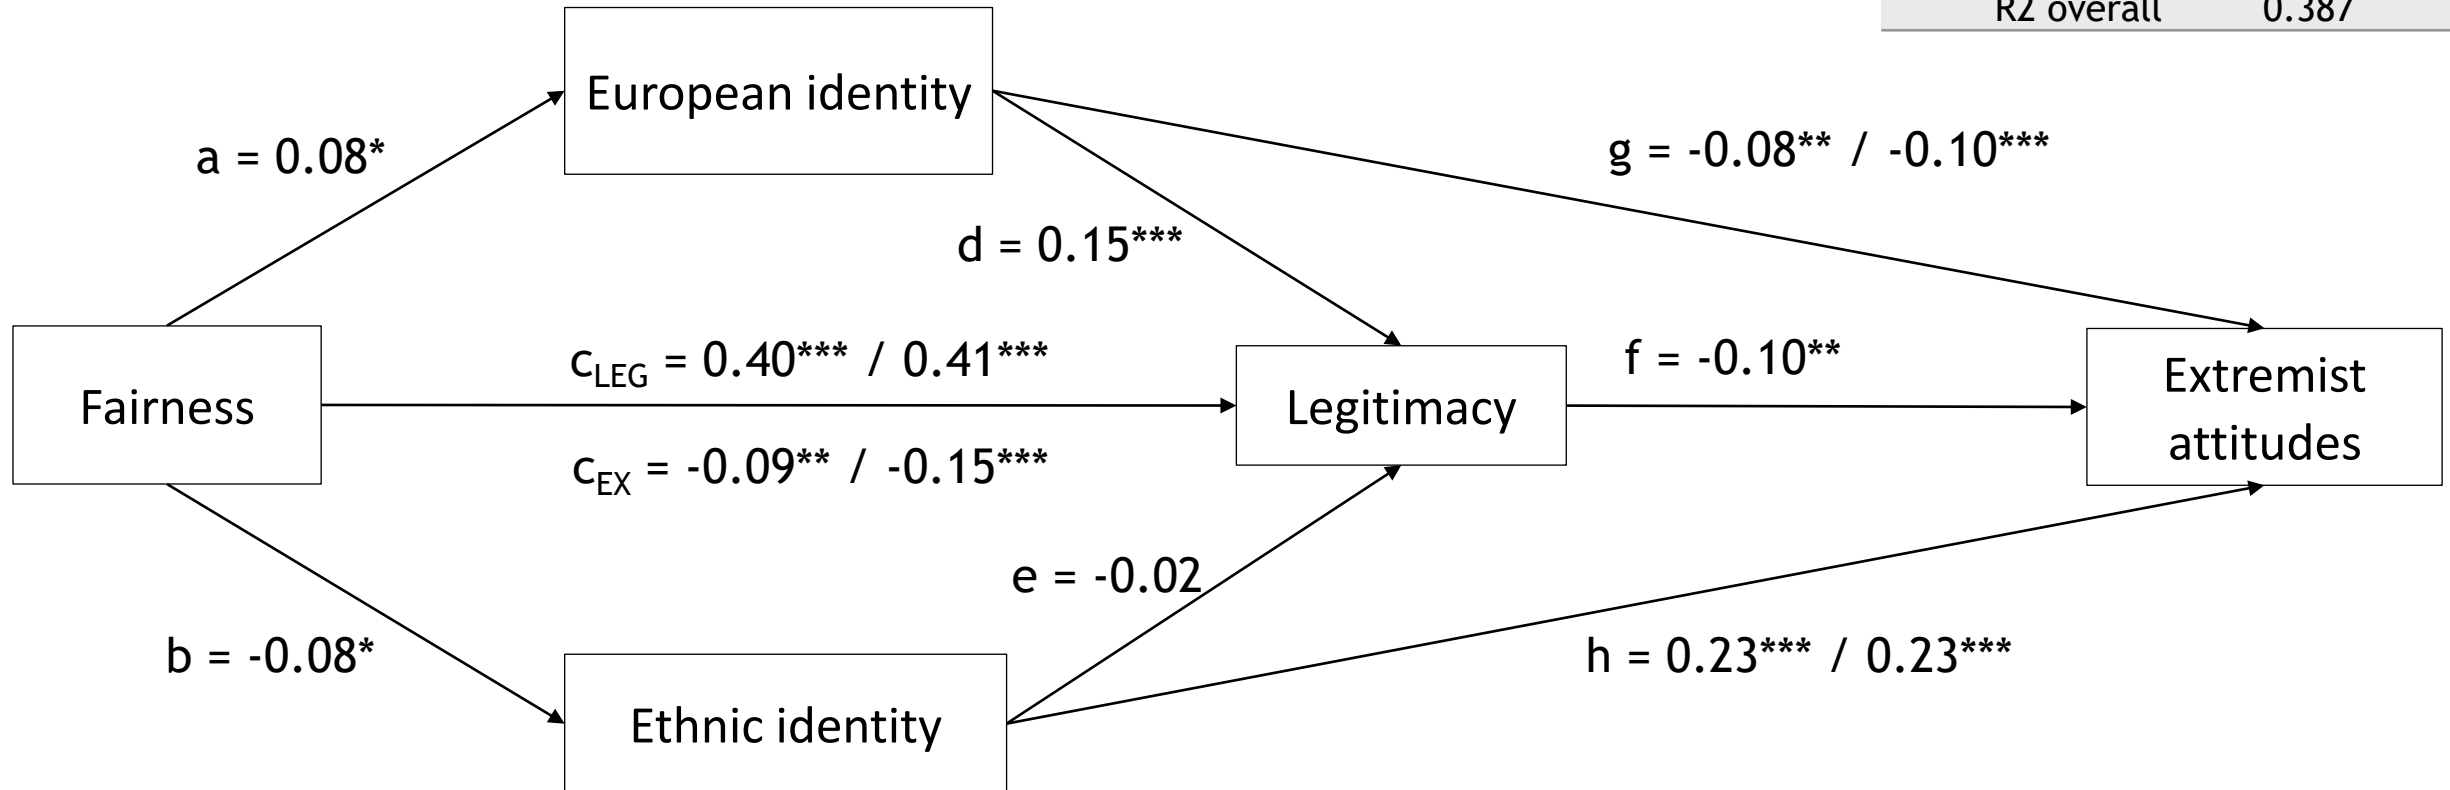 R2 overall 0.387
European identity
a = 0.08*
g = -0.08** / -0.10***
d = 0.15***
cLEG = 0.40*** / 0.41***
f = -0.10**
Fairness
Legitimacy
Extremist
attitudes
cEX = -0.09** / -0.15***
e = -0.02
b = -0.08*
h = 0.23*** / 0.23***
Ethnic identity